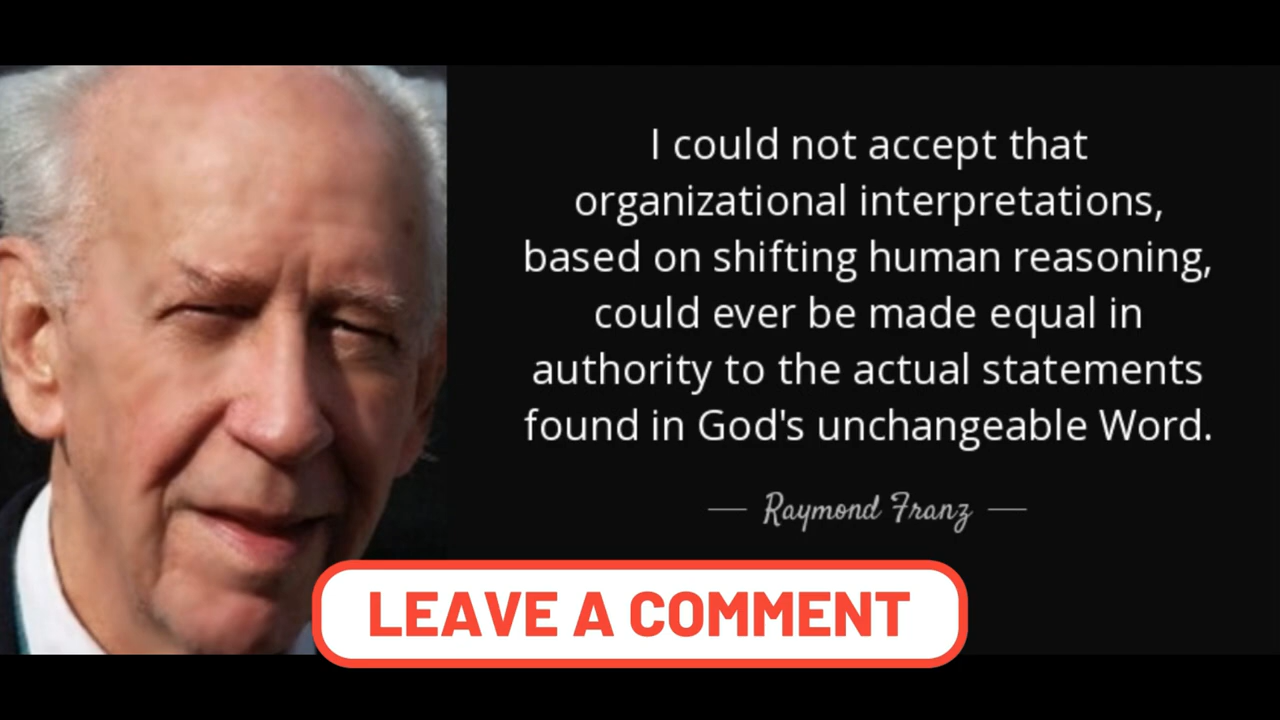 I could not accept that
organizational interpretations,
based on shifting human reasoning,
could ever be made equal in
authority to the actual statements
found in God's unchangeable Word.
Raymond Franz
LEAVE A COMMENT